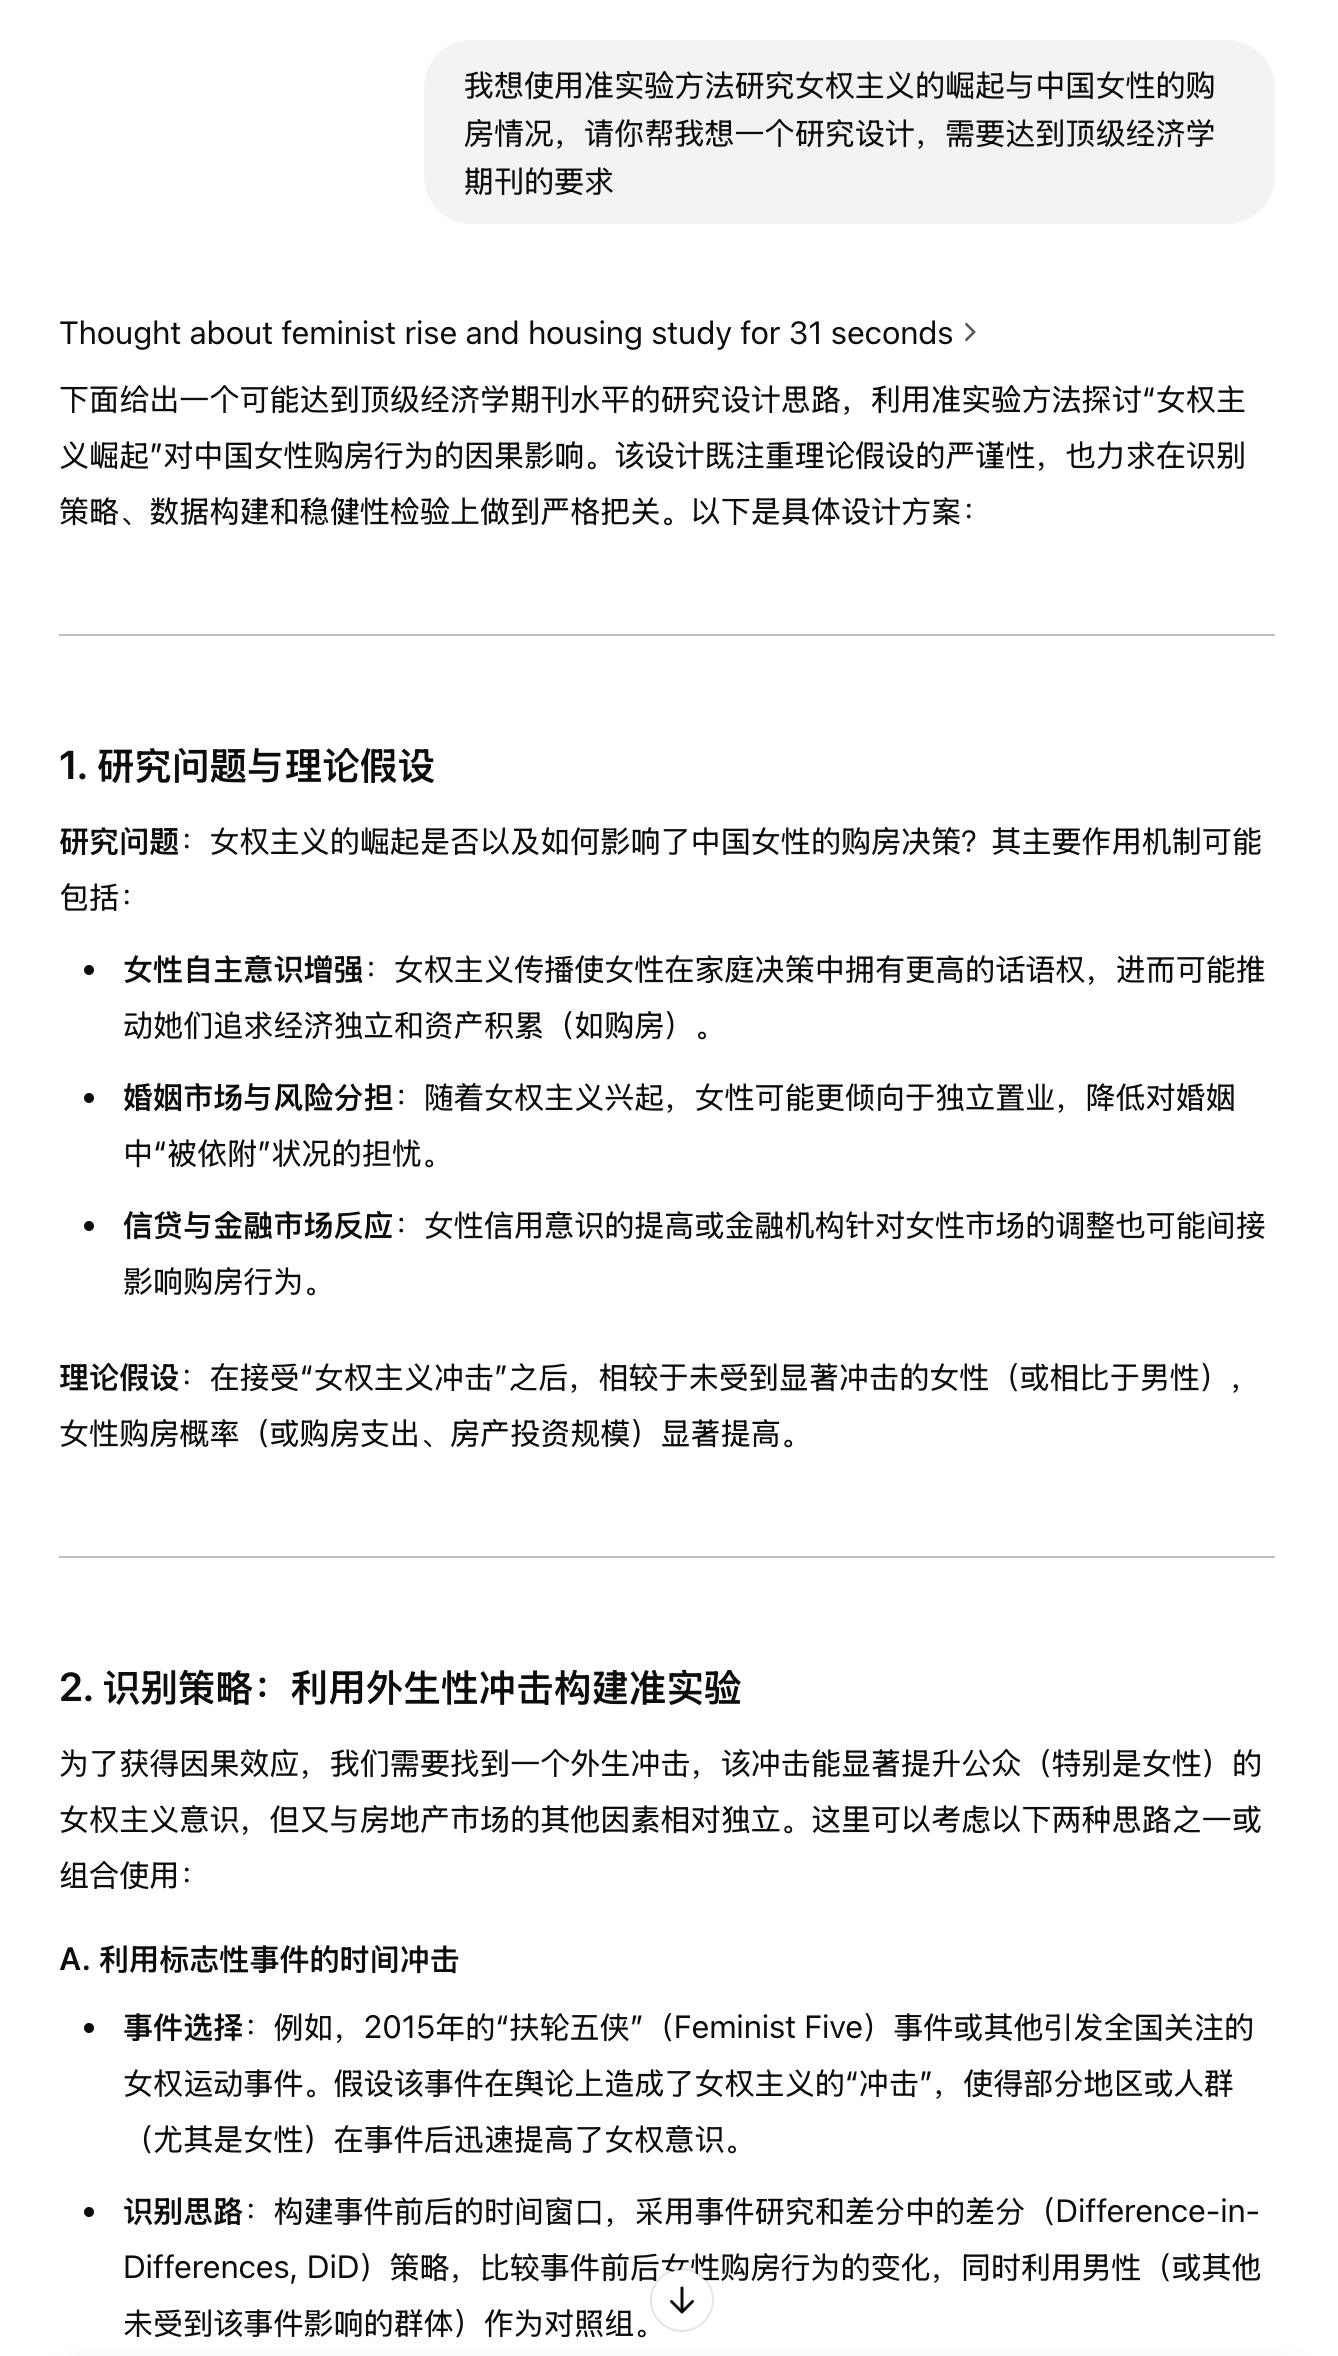 我想使用准实验方法研究女权主义的崛起与中国女性的购
房情况，请你帮我想一个研究设计，需要达到顶级经济学
期刊的要求
Thought about feminist rise and housing study for 31 seconds >
下面给出一个可能达到顶级经济学期刊水平的研究设计思路，利用准实验方法探讨“女权主
义崛起”对中国女性购房行为的因果影响。该设计既注重理论假设的严谨性，也力求在识别
策略、数据构建和稳健性检验上做到严格把关。以下是具体设计方案：
1. 研究问题与理论假设
研究问题：女权主义的崛起是否以及如何影响了中国女性的购房决策？其主要作用机制可能
包括：
• 女性自主意识增强：女权主义传播使女性在家庭决策中拥有更高的话语权，进而可能推
动她们追求经济独立和资产积累（如购房）。
• 婚姻市场与风险分担：随着女权主义兴起，女性可能更倾向于独立置业，降低对婚姻
中“被依附”状况的担忧。
• 信贷与金融市场反应：女性信用意识的提高或金融机构针对女性市场的调整也可能间接
影响购房行为。
理论假设：在接受“女权主义冲击”之后，相较于未受到显著冲击的女性（或相比于男性），
女性购房概率（或购房支出、房产投资规模）显著提高。
2. 识别策略：利用外生性冲击构建准实验
为了获得因果效应，我们需要找到一个外生冲击，该冲击能显著提升公众（特别是女性）的
女权主义意识，但又与房地产市场的其他因素相对独立。这里可以考虑以下两种思路之一或
组合使用：
A. 利用标志性事件的时间冲击
• 事件选择：例如，2015年的“扶轮五侠”（Feminist Five）事件或其他引发全国关注的
女权运动事件。假设该事件在舆论上造成了女权主义的“冲击”，使得部分地区或人群
（尤其是女性）在事件后迅速提高了女权意识。
• 识别思路：构建事件前后的时间窗口，采用事件研究和差分中的差分（Difference-in-
Differences, DiD）策略，比较事件前后女性购房行为的变化，同时利用男性（或其他
未受到该事件影响的群体）作为对照组。